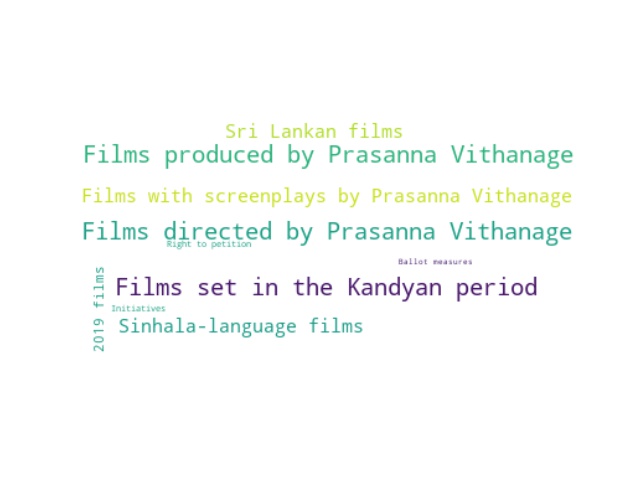 Sri Lankan films
Films produced by Prasanna Vithanage
Films with screenplays by Prasanna Vithanage
Films directed by Prasanna Vithanage
Right to petition
Ballot measures
2019 films
Films set in the Kandyan period
Initiatives
Sinhala-language films